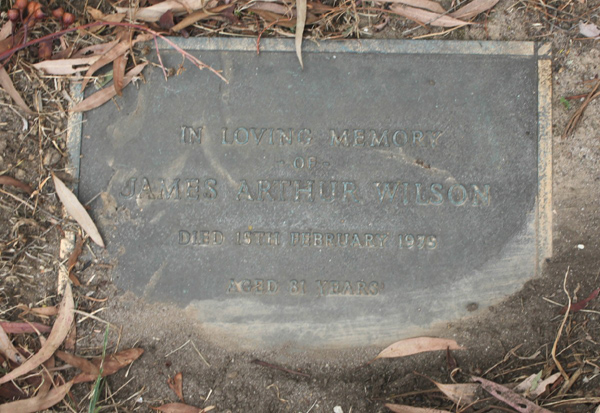 IN LOVING MEMORY
- OF -
JAMES ARTHUR WILSON
DIED 19TH FEBRUARY 1979
AGED 81 YEARS